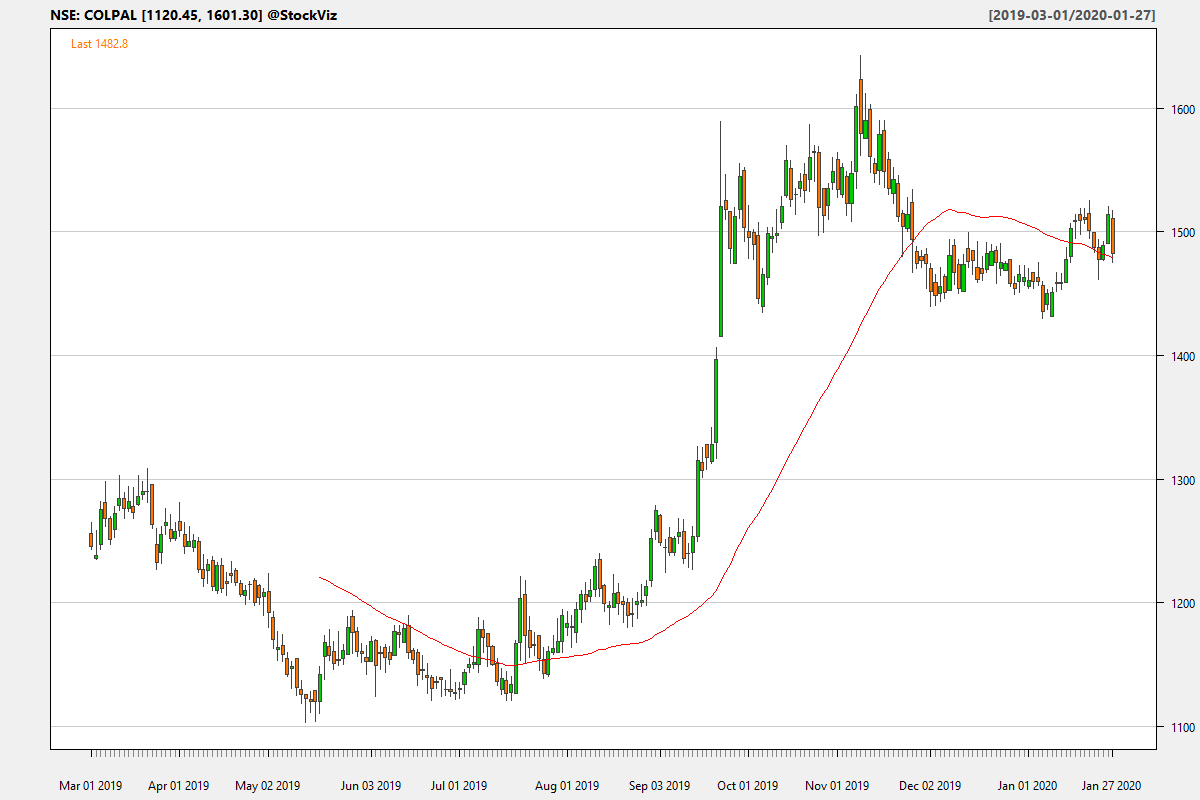 NSE: COLPAL [1120.45, 1601.30] @StockViz
[2019-03-01/2020-01-27]
Last 1482.8
1600
1500
1400
1300
1200
1100
Mar 01 2019
Apr 01 2019
May 02 2019
Jun 03 2019
Jul 01 2019
Aug 01 2019
Sep 03 2019
Oct 01 2019
Nov 01 2019
Dec 02 2019
Jan 01 2020
Jan 27 2020